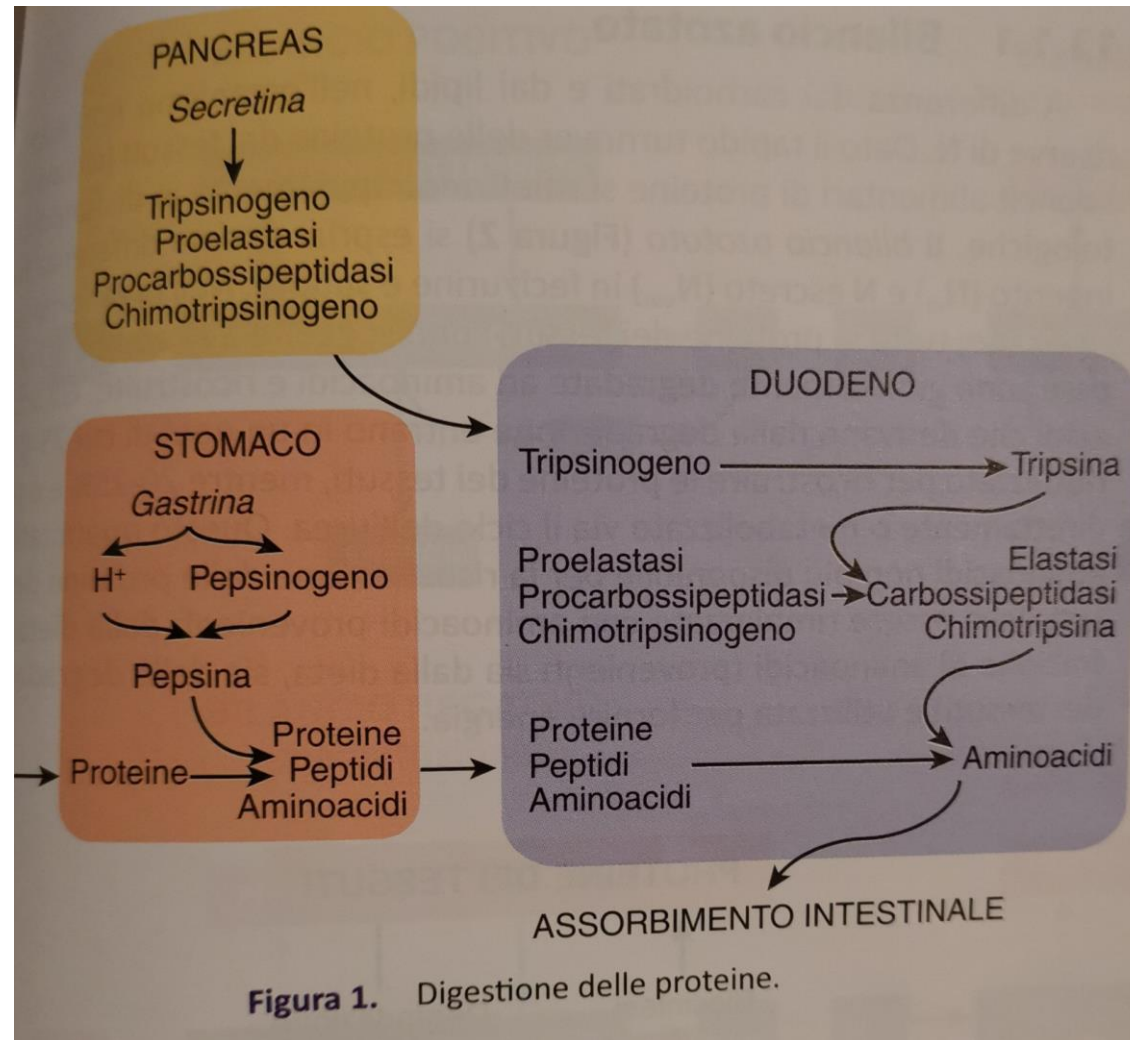 PANCREAS
Secretina
Tripsinogeno
Proelastasi
Procarbossipeptidasi
Chimotripsinogeno
STOMACO
Gastrina
H⁺ Pepsinogeno
Pepsina
Proteine
Proteine
Peptidi
Aminoacidi
DUODENO
Tripsinogeno Tripsina
Proelastasi
Procarbossipeptidasi
Chimotripsinogeno
Elastasi
Carbossipeptidasi
Chimotripsina
Proteine
Peptidi
Aminoacidi
Aminoacidi
ASSORBIMENTO INTESTINALE
Figura 1. Digestione delle proteine.